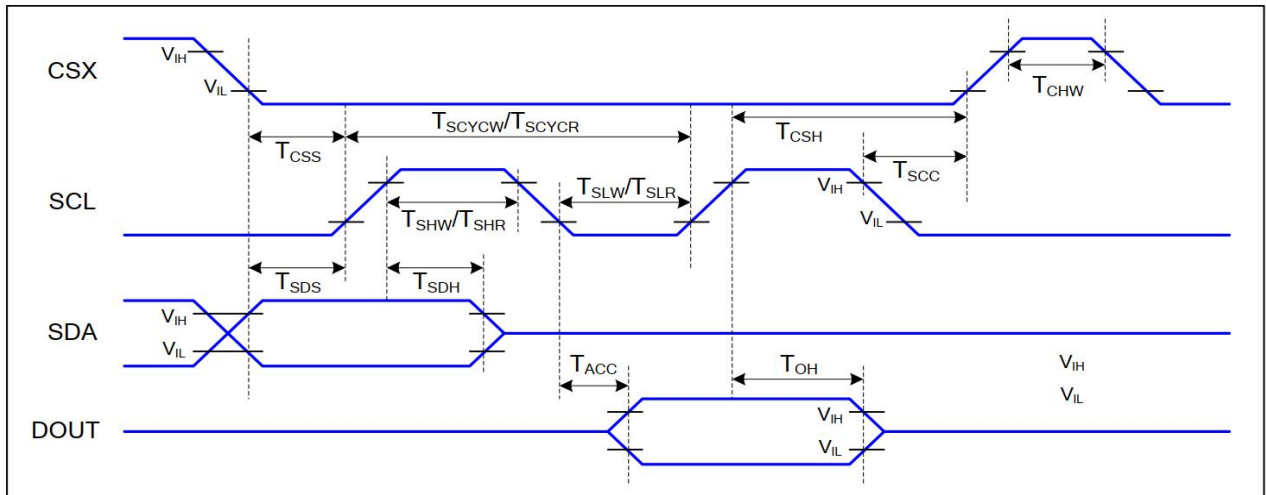 CSX
VIH
VIL
TCHW
TCSS
TSCYCW/TSCYCR
TCSH
TSCC
SCL
TSHW/TSHR
TSLW/TSLR
VIH
VIL
TSDS
TSDH
SDA
VIH
VIL
TACC
TOH
VIH
VIL
DOUT
VIH
VIL